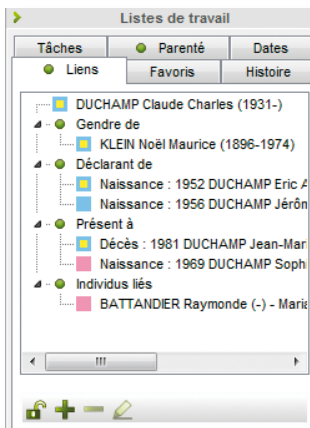 Listes de travail
Tâches Parenté Dates
Liens Favoris Histoire
DUCHAMP Claude Charles (1931-)
Gendre de
KLEIN Noël Maurice (1896-1974)
Déclarant de
Naissance : 1952 DUCHAMP Eric A
Naissance : 1956 DUCHAMP Jérôn
Présent à
Décès : 1981 DUCHAMP Jean-Mar
Naissance : 1969 DUCHAMP Soph
Individus liés
BATTANDIER Raymonde (-) - Maria